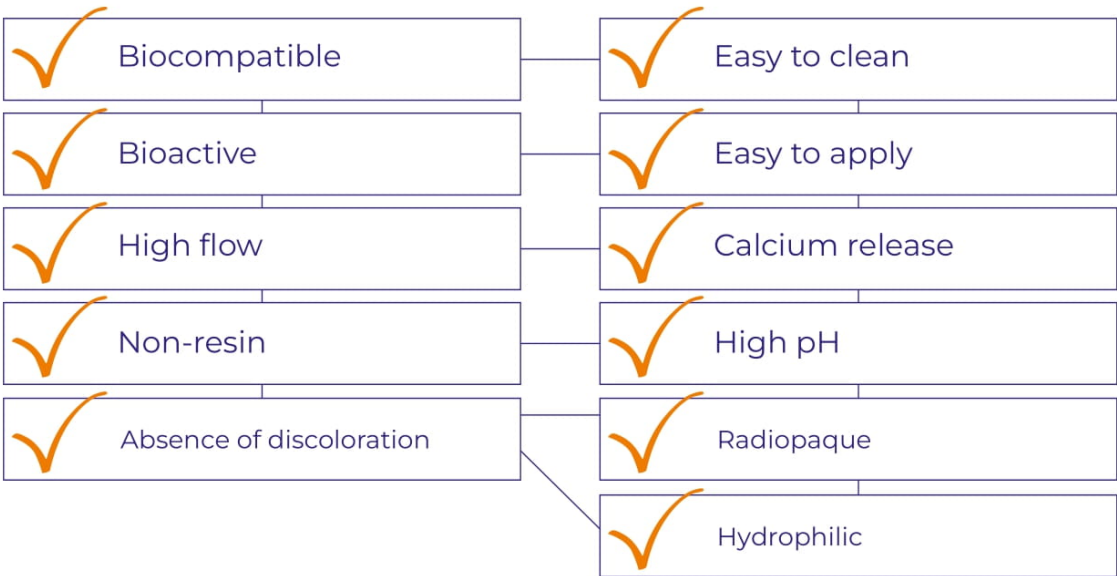 Biocompatible
Easy to clean
Bioactive
Easy to apply
High flow
Calcium release
Non-resin
High pH
Absence of discoloration
Radiopaque
Hydrophilic